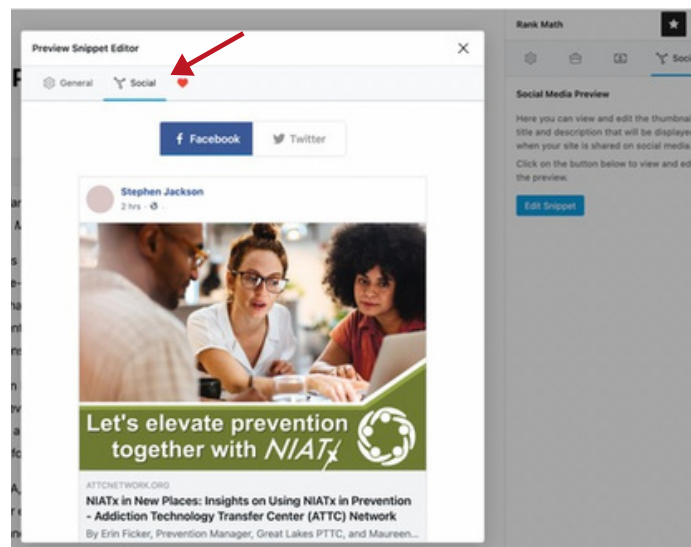 Rank Math
Preview Snippet Editor
General
Social
Soci
Social Media Preview
Here you can view and edit the thumbnail
title and description that will be displayed
when your site is shared on social media.
Click on the button below to view and ed
the preview.
Edit Snippet
Facebook
Twitter
Stephen Jackson
2 hrs ·
Let's elevate prevention
together with NIATx
ATTCNETWORK.ORG
NIATx in New Places: Insights on Using NIATx in Prevention
- Addiction Technology Transfer Center (ATTC) Network
By Erin Ficker, Prevention Manager, Great Lakes PTTC, and Maureen...